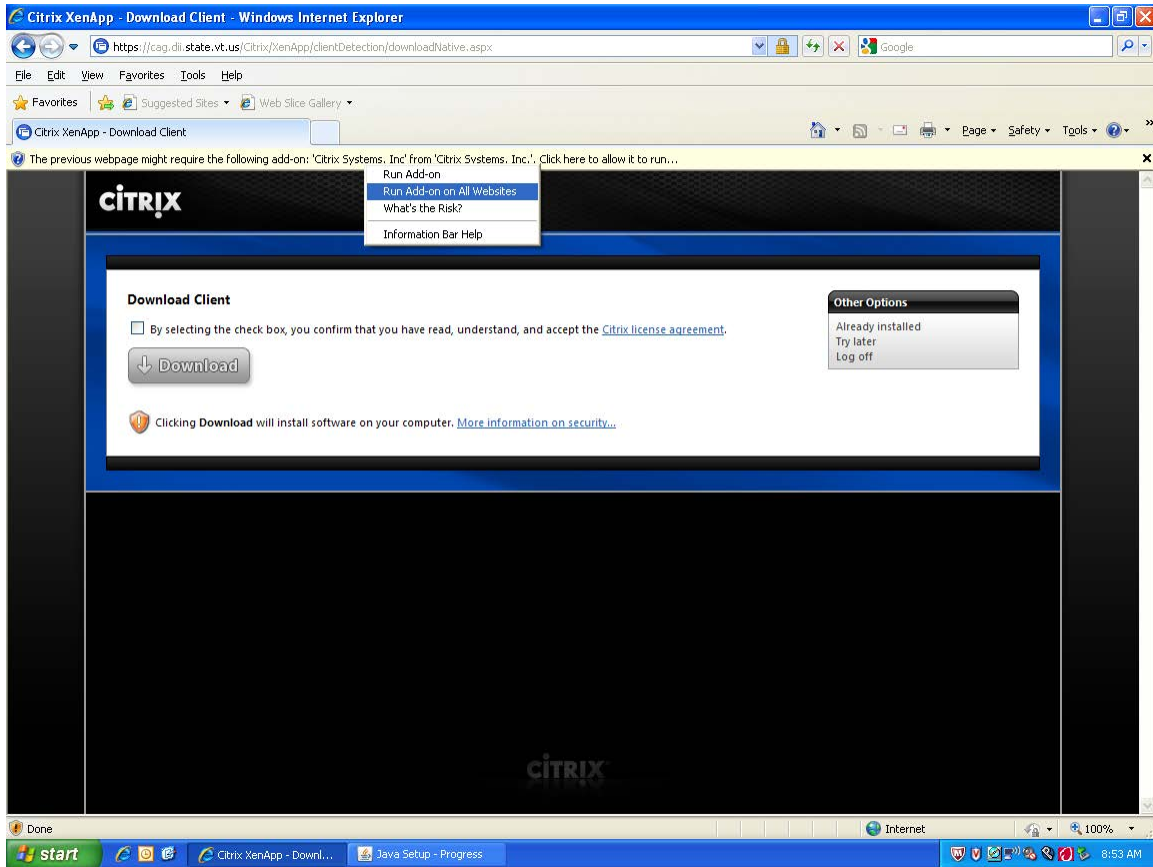 Citrix XenApp - Download Client - Windows Internet Explorer
https://cag.dii.state.vt.us/Citrix/XenApp/clientDetection/downloadNative.aspx
Google
File Edit View Favorites Tools Help
Favorites Suggested Sites Web Slice Gallery
Citrix XenApp - Download Client
Page Safety Tools
The previous webpage might require the following add-on: 'Citrix Systems, Inc' from 'Citrix Systems, Inc.'. Click here to allow it to run...
Run Add-on
Run Add-on on All Websites
What's the Risk?
Information Bar Help
CITRIX
Download Client
By selecting the check box, you confirm that you have read, understand, and accept the Citrix license agreement.
Download
Clicking Download will install software on your computer. More information on security...
Other Options
Already installed
Try later
Log off
CITRIX
Done
Internet
100%
start
Citrix XenApp - Downl...
Java Setup - Progress
8:53 AM